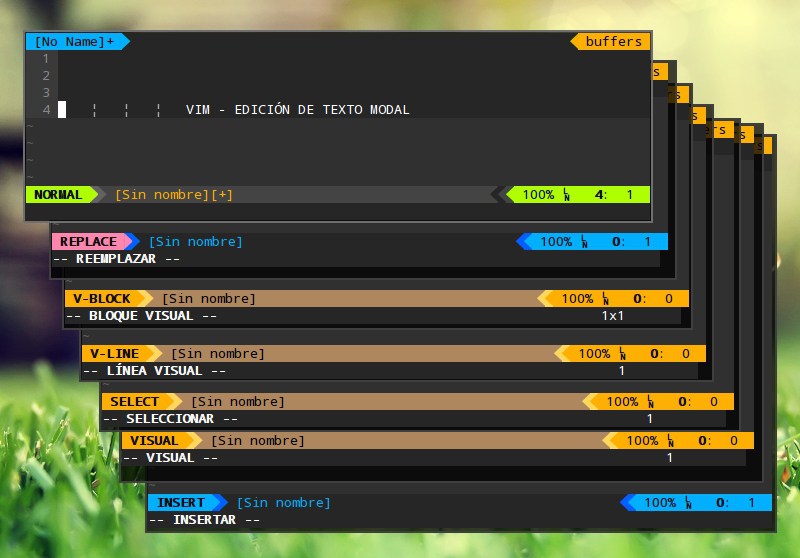 [No Name]+ buffers
1
2
3
4 ¦ ¦ ¦ VIM - EDICIÓN DE TEXTO MODAL
~
~
~
~
NORMAL [Sin nombre][+] 100% ␤ 4: 1
~
REPLACE [Sin nombre] 100% ␤ 0: 1
-- REEMPLAZAR --
~
V-BLOCK [Sin nombre] 100% ␤ 0: 0
-- BLOQUE VISUAL -- 1x1
~
V-LINE [Sin nombre] 100% ␤ 0: 0
-- LÍNEA VISUAL -- 1
~
SELECT [Sin nombre] 100% ␤ 0: 0
-- SELECCIONAR -- 1
VISUAL [Sin nombre] 100% ␤ 0: 0
-- VISUAL -- 1
~
INSERT [Sin nombre] 100% ␤ 0: 1
-- INSERTAR --